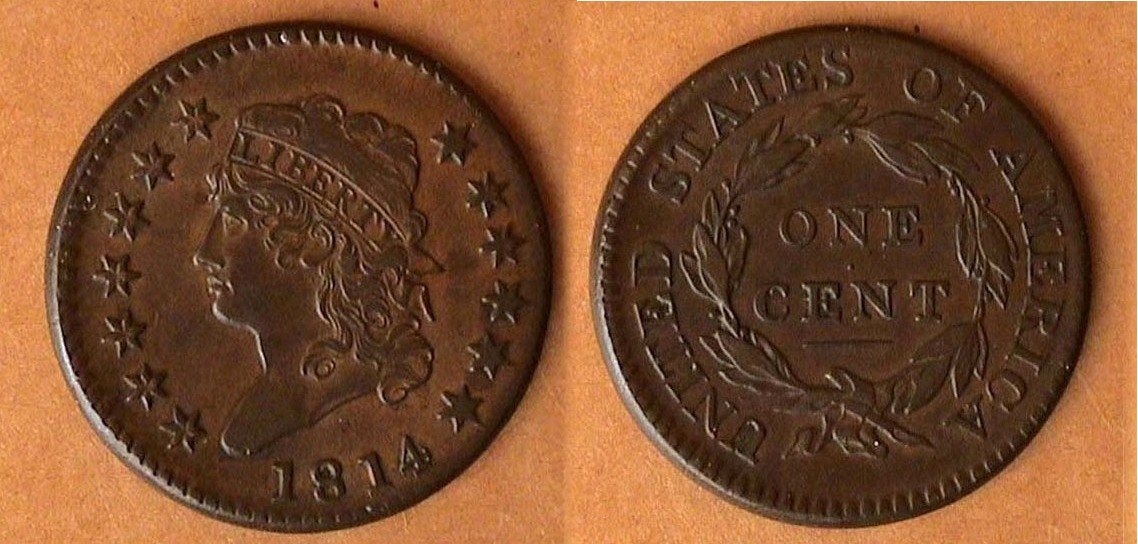 LIBERTY
1814
UNITED STATES OF AMERICA
ONE
CENT